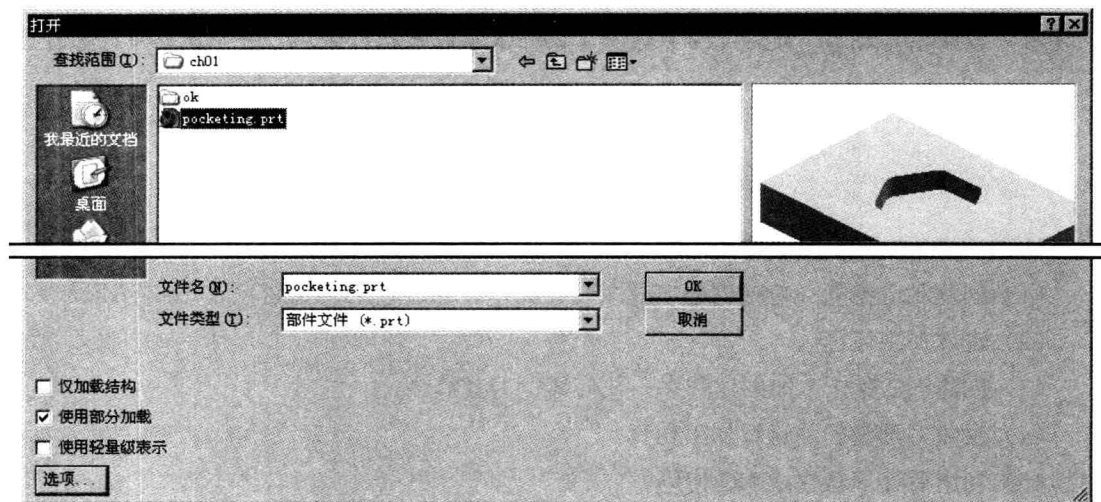 打开
查找范围(I): ch01
ok
pocketing.prt
我最近的文档
桌面
文件名(N): pocketing.prt OK
文件类型(T): 部件文件 (*.prt) 取消
仅加载结构
使用部分加载
使用轻量级表示
选项...